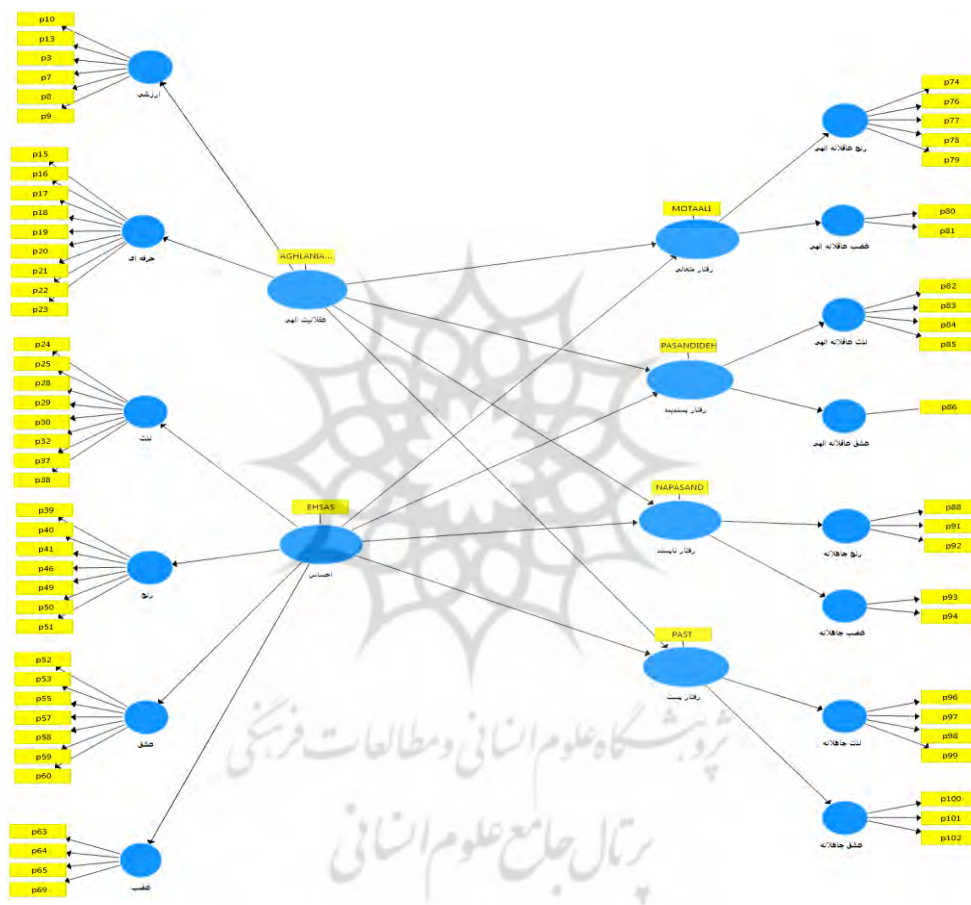 p10
p13
p3
p7
p8
p9
ارزشی
p15
p16
p17
p18
p19
p20
p21
p22
p23
حرفه ای
p24
p25
p28
p29
p30
p32
p37
p38
لذت
p39
p40
p41
p46
p49
p50
p51
رنج
p52
p53
p55
p57
p58
p59
p60
عشق
p63
p64
p65
p69
غضب
AGHLANIA...
عقلانیت الهی
EHSAS
احساس
MOTAALI
رفتار متعالی
PASANDIDEH
رفتار پسندیده
NAPASAND
رفتار ناپسند
PAST
رفتار پست
p74
p76
p77
p78
p79
رنج عاقلانه الهی
p80
p81
غضب عاقلانه الهی
p82
p83
p84
p85
لذت عاقلانه الهی
p86
عشق عاقلانه الهی
p88
p91
p92
رنج جاهلانه
p93
p94
غضب جاهلانه
p96
p97
p98
p99
لذت جاهلانه
p100
p101
p102
عشق جاهلانه
پژوهشگاه علوم انسانی و مطالعات فرهنگی
پرتال جامع علوم انسانی